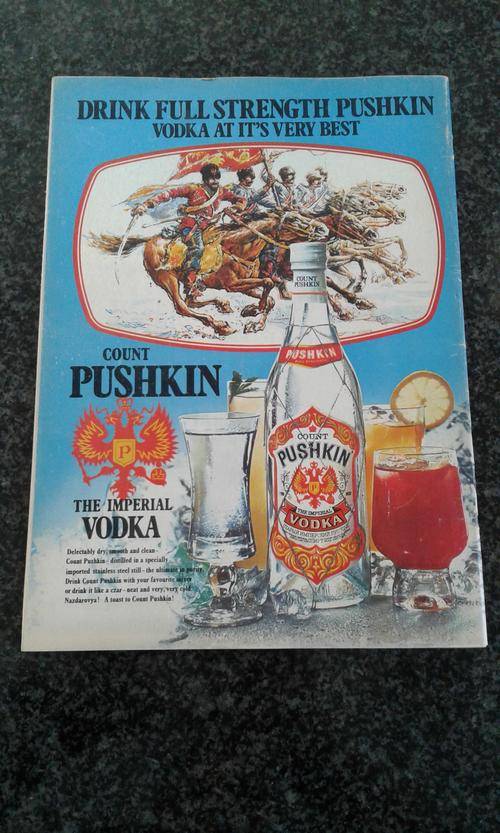 DRINK FULL STRENGTH PUSHKIN
VODKA AT IT'S VERY BEST
COUNT
PUSHKIN
P
THE IMPERIAL
VODKA
Delectably dry, smooth and clean-
Count Pushkin - distilled in a specially
imported stainless steel still - the ultimate in purity.
Drink Count Pushkin with your favourite mixer
or drink it like a czar - neat and very, very cold.
Nazdarovya! A toast to Count Pushkin!
COUNT
PUSHKIN
PUSHKIN
COUNT
PUSHKIN
P
THE IMPERIAL
VODKA